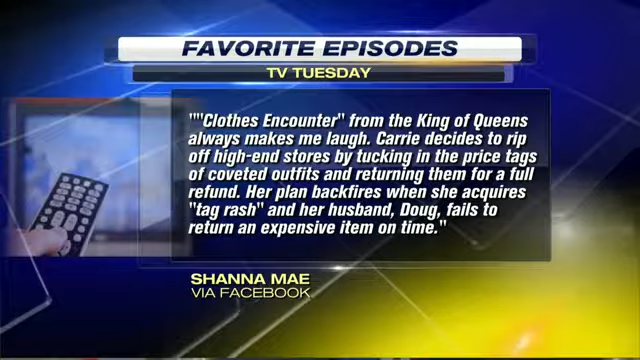 FAVORITE EPISODES
TV TUESDAY
""Clothes Encounter" from the King of Queens
always makes me laugh. Carrie decides to rip
off high-end stores by tucking in the price tags
of coveted outfits and returning them for a full
refund. Her plan backfires when she acquires
"tag rash" and her husband, Doug, fails to
return an expensive item on time."
SHANNA MAE
VIA FACEBOOK